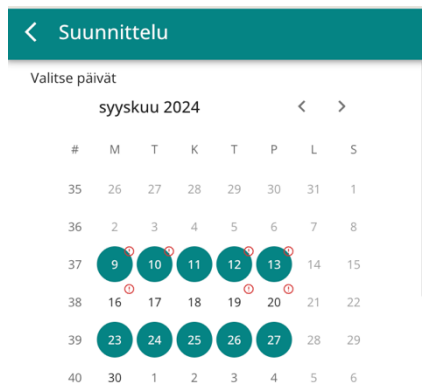 Suunnittelu
Valitse päivät
syyskuu 2024
# M T K T P L S
35 26 27 28 29 30 31 1
36 2 3 4 5 6 7 8
37 9 10 11 12 13 14 15
38 16 17 18 19 20 21 22
39 23 24 25 26 27 28 29
40 30 1 2 3 4 5 6